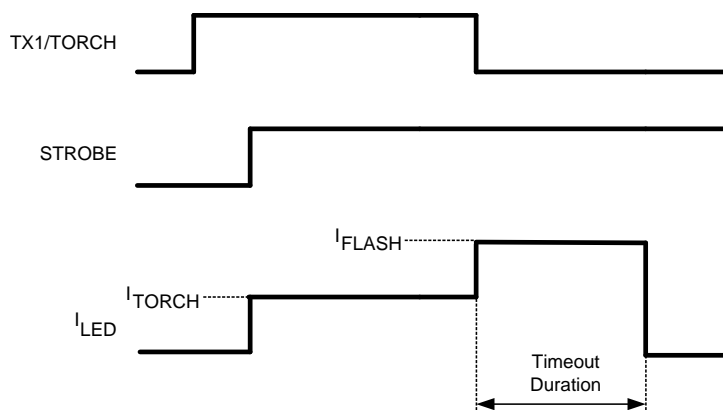 TX1/TORCH
STROBE
IFLASH
ITORCH
ILED
Timeout
Duration